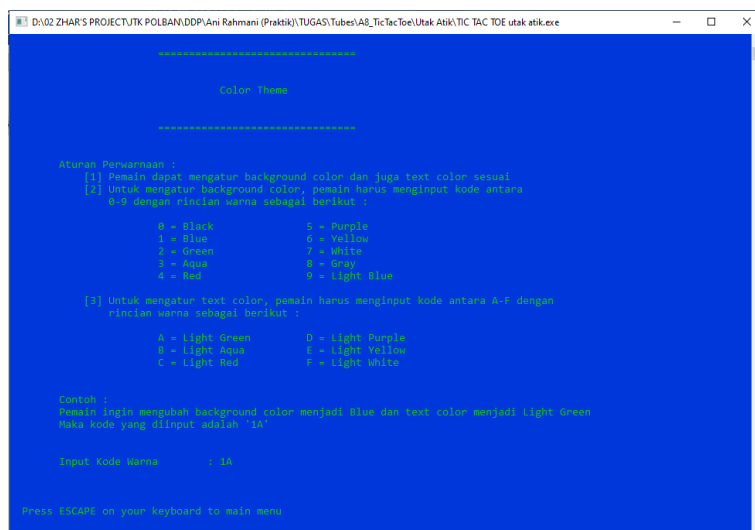 D:\02 ZHAR'S PROJECT\JTK POLBAN\DDP\Ani Rahmani (Praktik)\TUGAS\Tubes\A8_TicTacToe\Utak Atik\TIC TAC TOE utak atik.exe
================================
Color Theme
================================
Aturan Perwarnaan :
[1] Pemain dapat mengatur background color dan juga text color sesuai
[2] Untuk mengatur background color, pemain harus menginput kode antara
0-9 dengan rincian warna sebagai berikut :
0 = Black 5 = Purple
1 = Blue 6 = Yellow
2 = Green 7 = White
3 = Aqua 8 = Gray
4 = Red 9 = Light Blue
[3] Untuk mengatur text color, pemain harus menginput kode antara A-F dengan
rincian warna sebagai berikut :
A = Light Green D = Light Purple
B = Light Aqua E = Light Yellow
C = Light Red F = Light White
Contoh :
Pemain ingin mengubah background color menjadi Blue dan text color menjadi Light Green
Maka kode yang diinput adalah '1A'
Input Kode Warna : 1A
Press ESCAPE on your keyboard to main menu